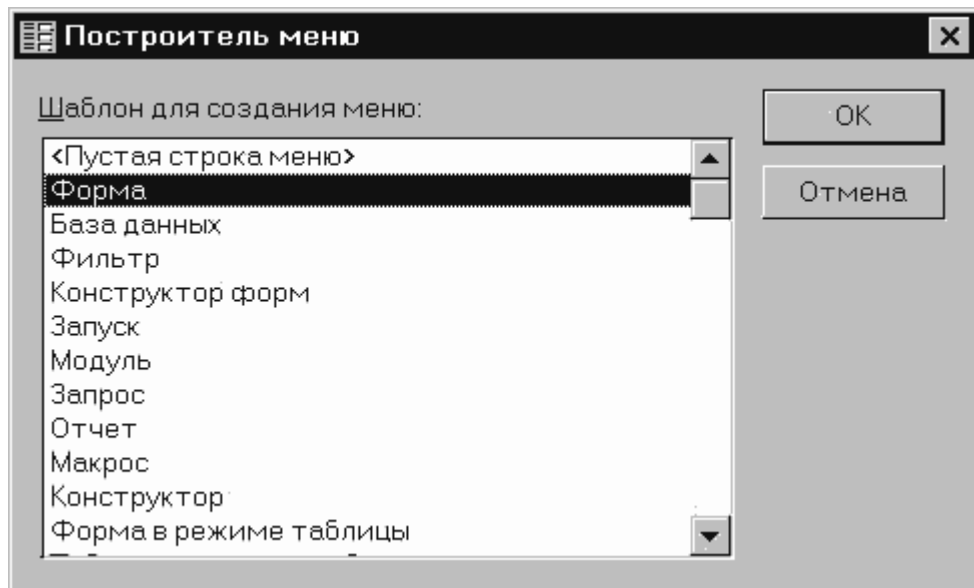 Построитель меню
Шаблон для создания меню:
<Пустая строка меню>
Форма
База данных
Фильтр
Конструктор форм
Запуск
Модуль
Запрос
Отчет
Макрос
Конструктор
Форма в режиме таблицы
OK
Отмена